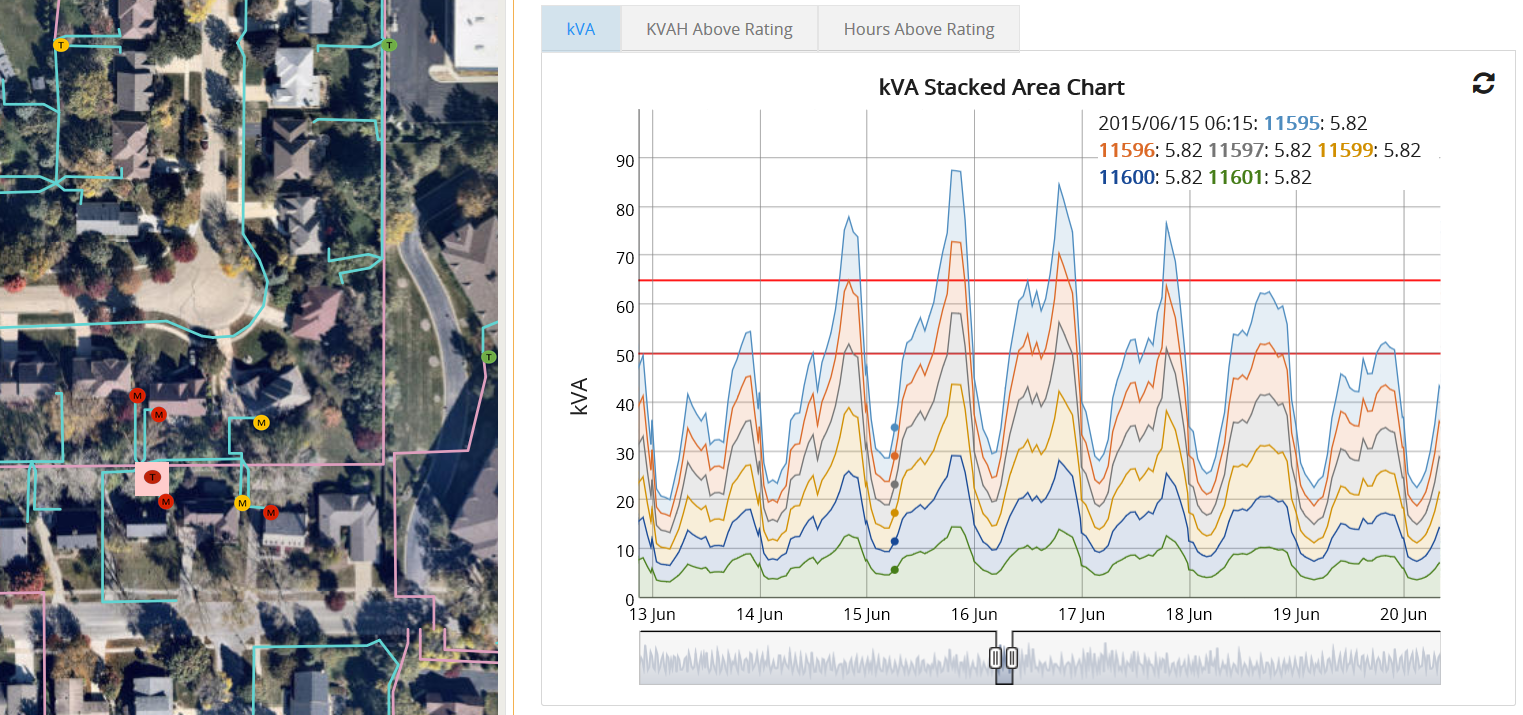 T
T
T
M
M
M
T
M
M
M
kVA
KVAH Above Rating
Hours Above Rating
kVA Stacked Area Chart
2015/06/15 06:15: 11595: 5.82
11596: 5.82 11597: 5.82 11599: 5.82
11600: 5.82 11601: 5.82
90
80
70
60
50
40
30
20
10
0
kVA
13 Jun 14 Jun 15 Jun 16 Jun 17 Jun 18 Jun 19 Jun 20 Jun